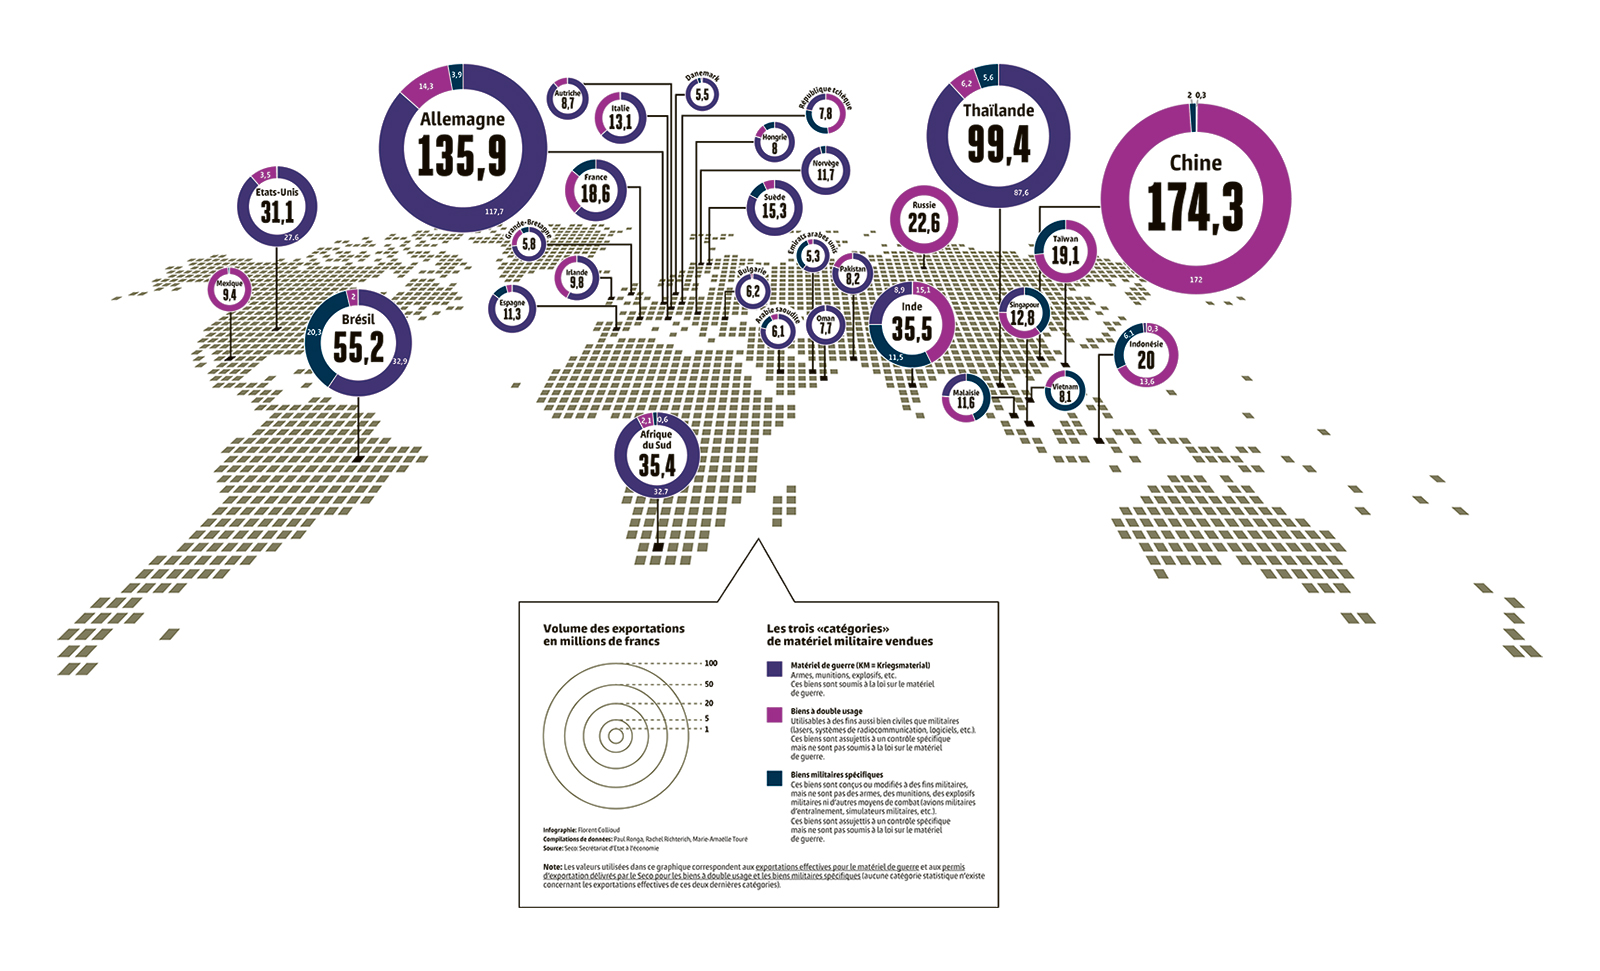 Allemagne
135,9
14,3
3,9
117,7
Autriche
8,7
Italie
13,1
Danemark
5,5
République tchèque
7,8
Hongrie
8
Norvège
11,7
France
18,6
Suède
15,3
Thaïlande
99,4
6,2
5,6
87,6
Chine
174,3
2
0,3
172
Etats-Unis
31,1
3,5
27.6
Grande-Bretagne
5,8
Irlande
9,8
Espagne
11,3
Mexique
9,4
Brésil
55,2
2
20,3
32,9
Russie
22,6
Emirats arabes unis
5,3
Pakistan
8,2
Bulgarie
6,2
Arabie saoudite
6,1
Oman
7,7
Inde
35,5
8,9
15,1
11,5
Taïwan
19,1
Singapour
12,8
Indonésie
20
6,1
0,3
13,6
Malaisie
11,6
Vietnam
8,1
Afrique
du Sud
35,4
2,1
0,6
32.7
Volume des exportations
en millions de francs
100
50
20
5
1
Infographie: Florent Collioud
Compilations de données: Paul Ronga, Rachel Richterich, Marie-Amaëlle Touré
Source: Seco: Secrétariat d'Etat à l'économie
Les trois «catégories»
de matériel militaire vendues
Matériel de guerre (KM = Kriegsmaterial)
Armes, munitions, explosifs, etc.
Ces biens sont soumis à la loi sur le matériel
de guerre.
Biens à double usage
Utilisables à des fins aussi bien civiles que militaires
(lasers, systèmes de radiocommunication, logiciels, etc.).
Ces biens sont assujettis à un contrôle spécifique
mais ne sont pas soumis à la loi sur le matériel
de guerre.
Biens militaires spécifiques
Ces biens sont conçus ou modifiés à des fins militaires,
mais ne sont pas des armes, des munitions, des explosifs
militaires ni d'autres moyens de combat (avions militaires
d'entraînement, simulateurs militaires, etc.).
Ces biens sont assujettis à un contrôle spécifique
mais ne sont pas soumis à la loi sur le matériel
de guerre.
Note: Les valeurs utilisées dans ce graphique correspondent aux exportations effectives pour le matériel de guerre et aux permis
d'exportation délivrés par le Seco pour les biens à double usage et les biens militaires spécifiques (aucune catégorie statistique n'existe
concernant les exportations effectives de ces deux dernières catégories).